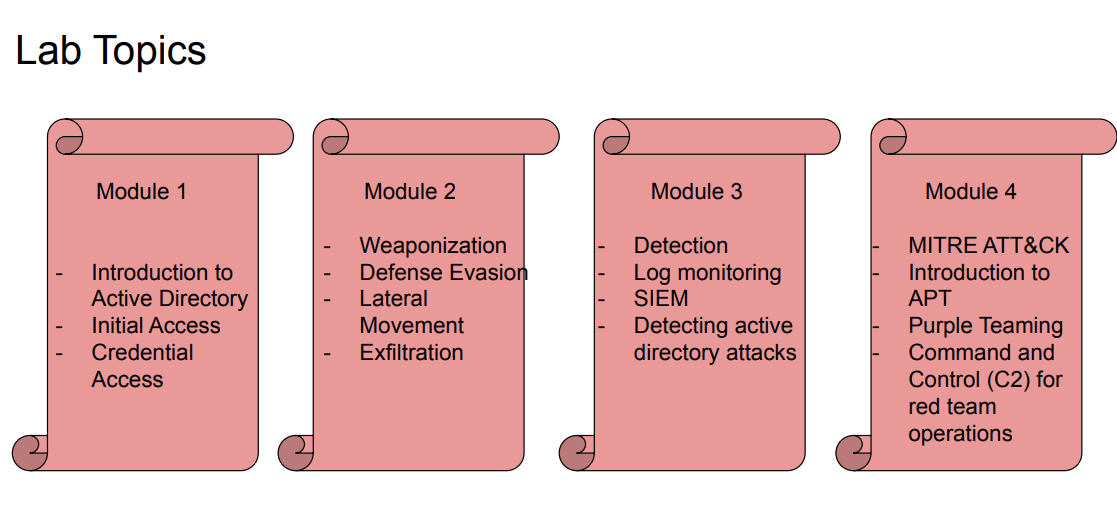 Lab Topics
Module 1
- Introduction to
Active Directory
- Initial Access
- Credential
Access
Module 2
- Weaponization
- Defense Evasion
- Lateral
Movement
- Exfiltration
Module 3
- Detection
- Log monitoring
- SIEM
- Detecting active
directory attacks
Module 4
- MITRE ATT&CK
- Introduction to
APT
- Purple Teaming
- Command and
Control (C2) for
red team
operations